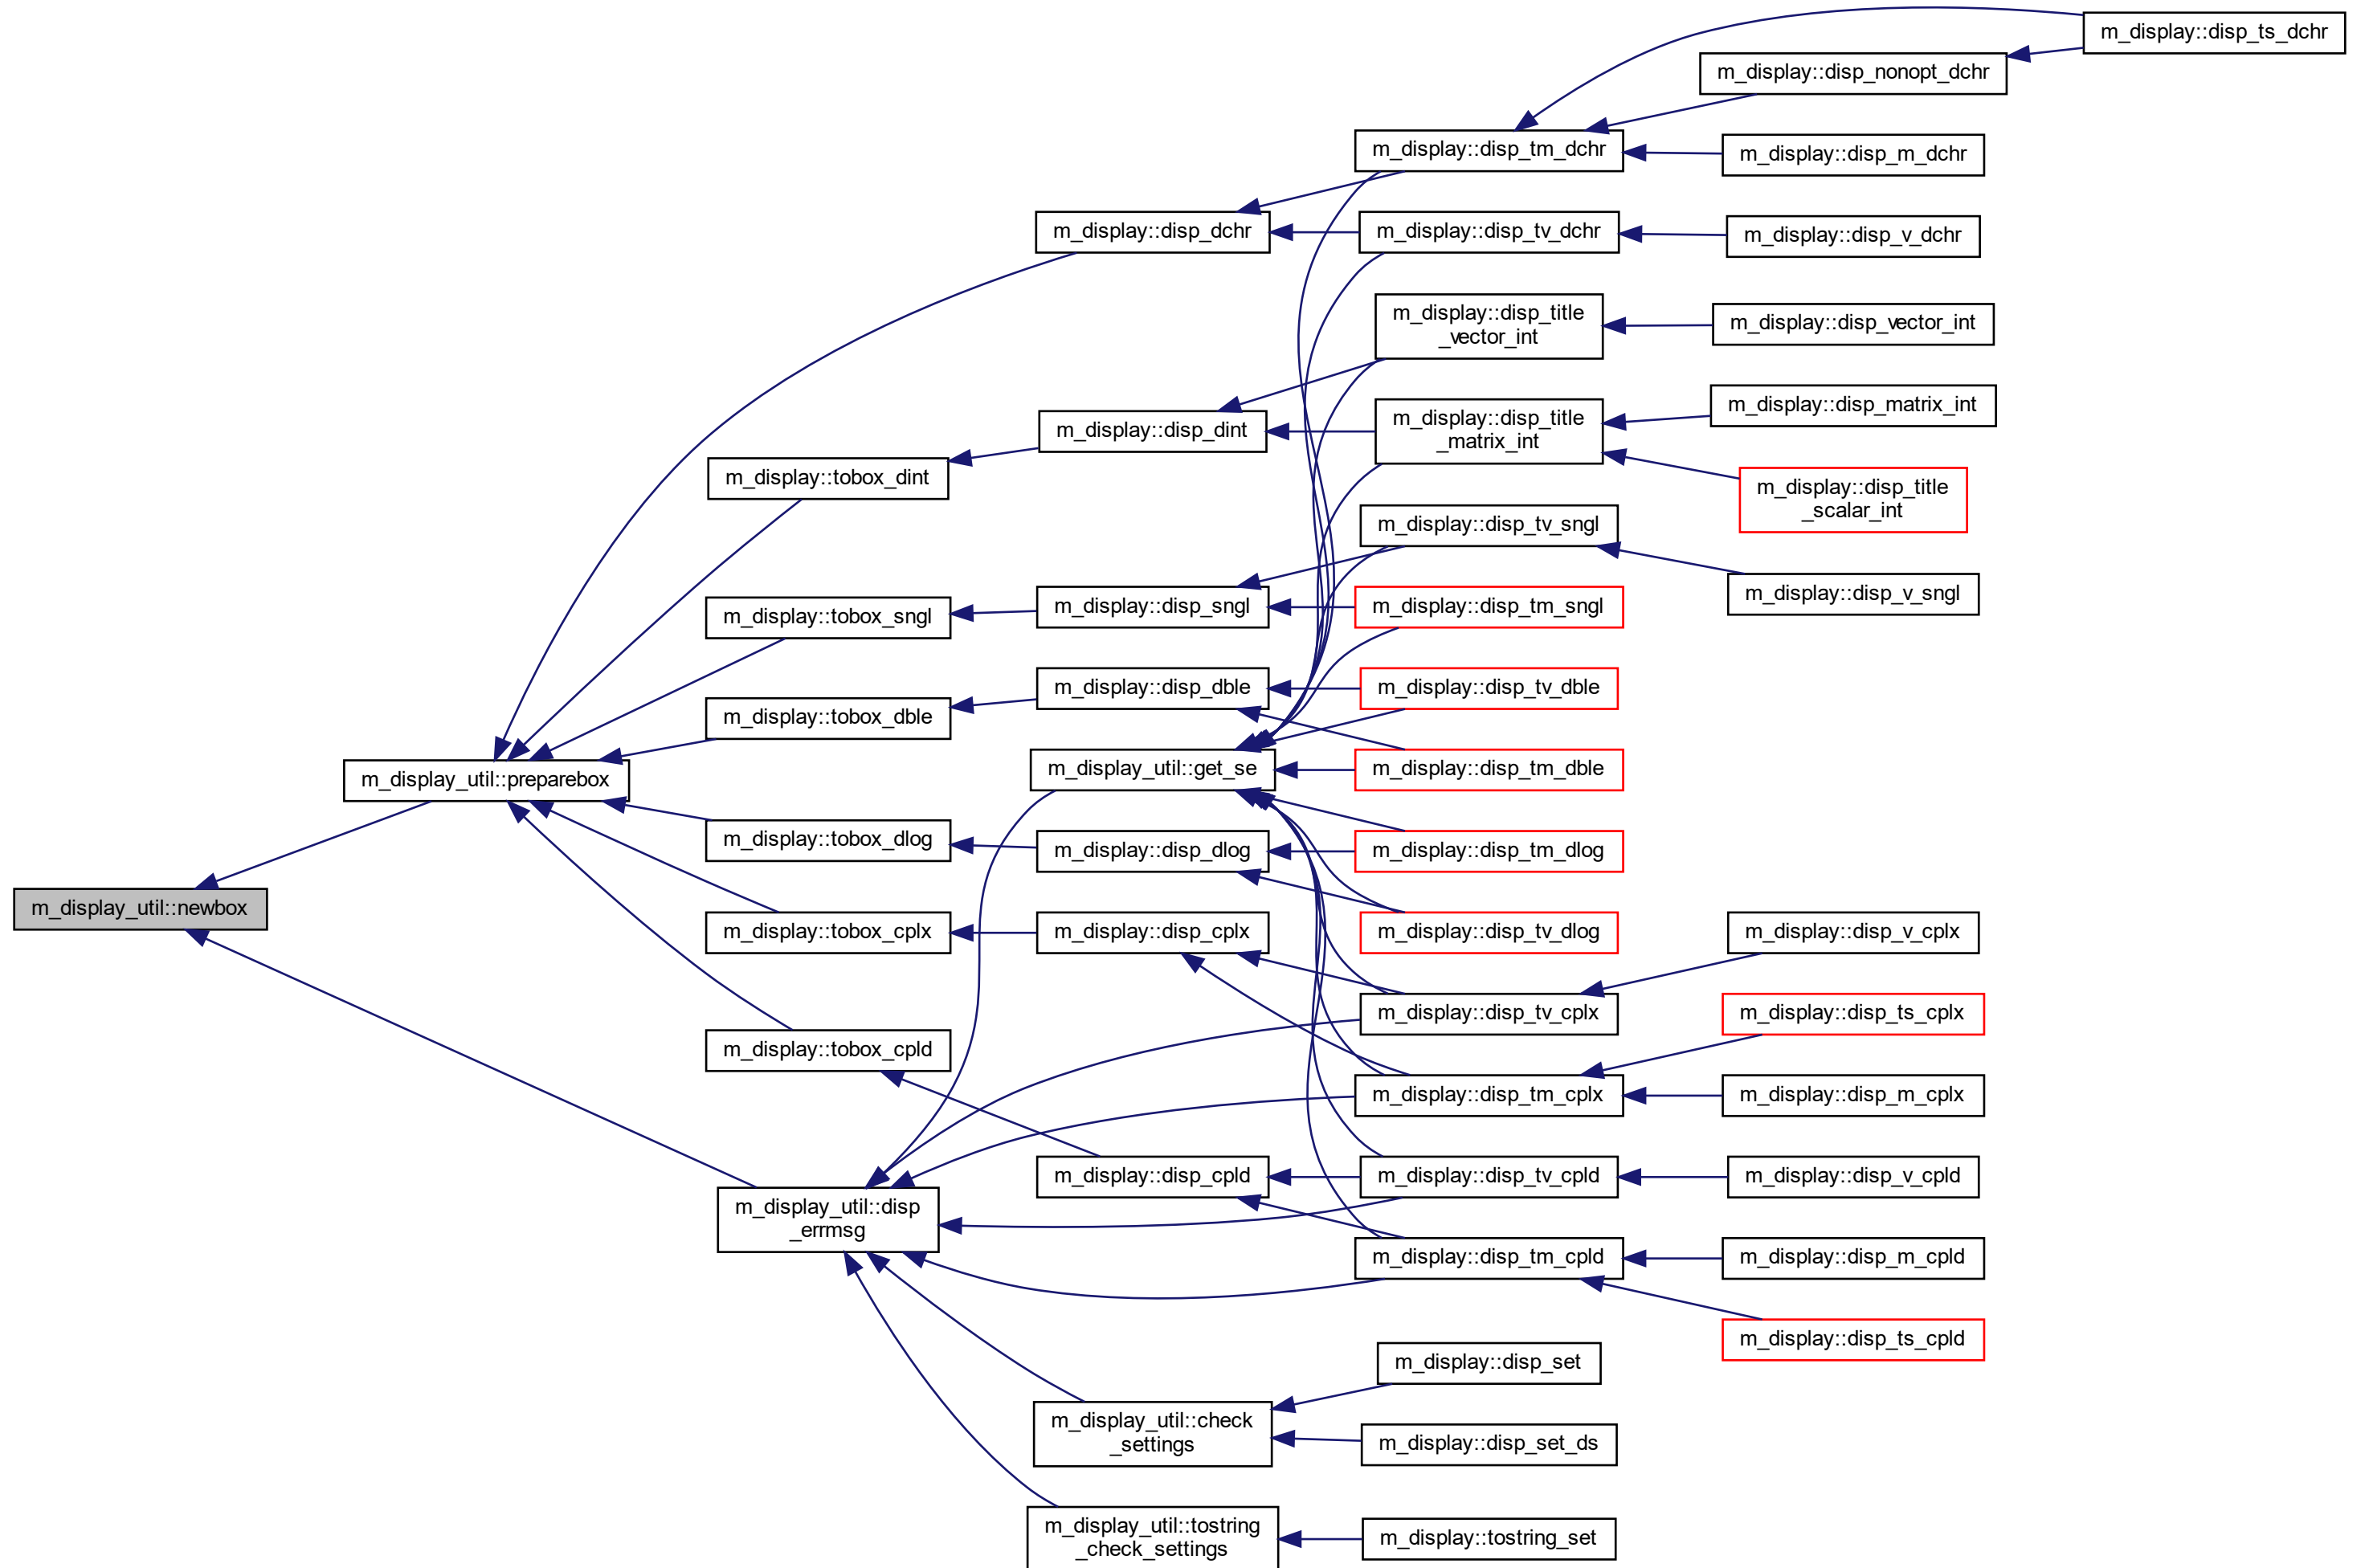 m_display::disp_ts_dchr
m_display::disp_nonopt_dchr
m_display::disp_tm_dchr
m_display::disp_m_dchr
m_display::disp_dchr
m_display::disp_tv_dchr
m_display::disp_v_dchr
m_display::disp_title
_vector_int
m_display::disp_vector_int
m_display::disp_dint
m_display::disp_title
_matrix_int
m_display::disp_matrix_int
m_display::tobox_dint
m_display::disp_title
_scalar_int
m_display::disp_tv_sngl
m_display::disp_v_sngl
m_display::tobox_sngl
m_display::disp_sngl
m_display::disp_tm_sngl
m_display::tobox_dble
m_display::disp_dble
m_display::disp_tv_dble
m_display_util::preparebox
m_display_util::get_se
m_display::disp_tm_dble
m_display::tobox_dlog
m_display::disp_dlog
m_display::disp_tm_dlog
m_display_util::newbox
m_display::tobox_cplx
m_display::disp_cplx
m_display::disp_tv_dlog
m_display::disp_v_cplx
m_display::tobox_cpld
m_display::disp_tv_cplx
m_display::disp_ts_cplx
m_display::disp_tm_cplx
m_display::disp_m_cplx
m_display::disp_cpld
m_display::disp_tv_cpld
m_display::disp_v_cpld
m_display_util::disp
_errmsg
m_display::disp_tm_cpld
m_display::disp_m_cpld
m_display::disp_ts_cpld
m_display::disp_set
m_display_util::check
_settings
m_display::disp_set_ds
m_display_util::tostring
_check_settings
m_display::tostring_set